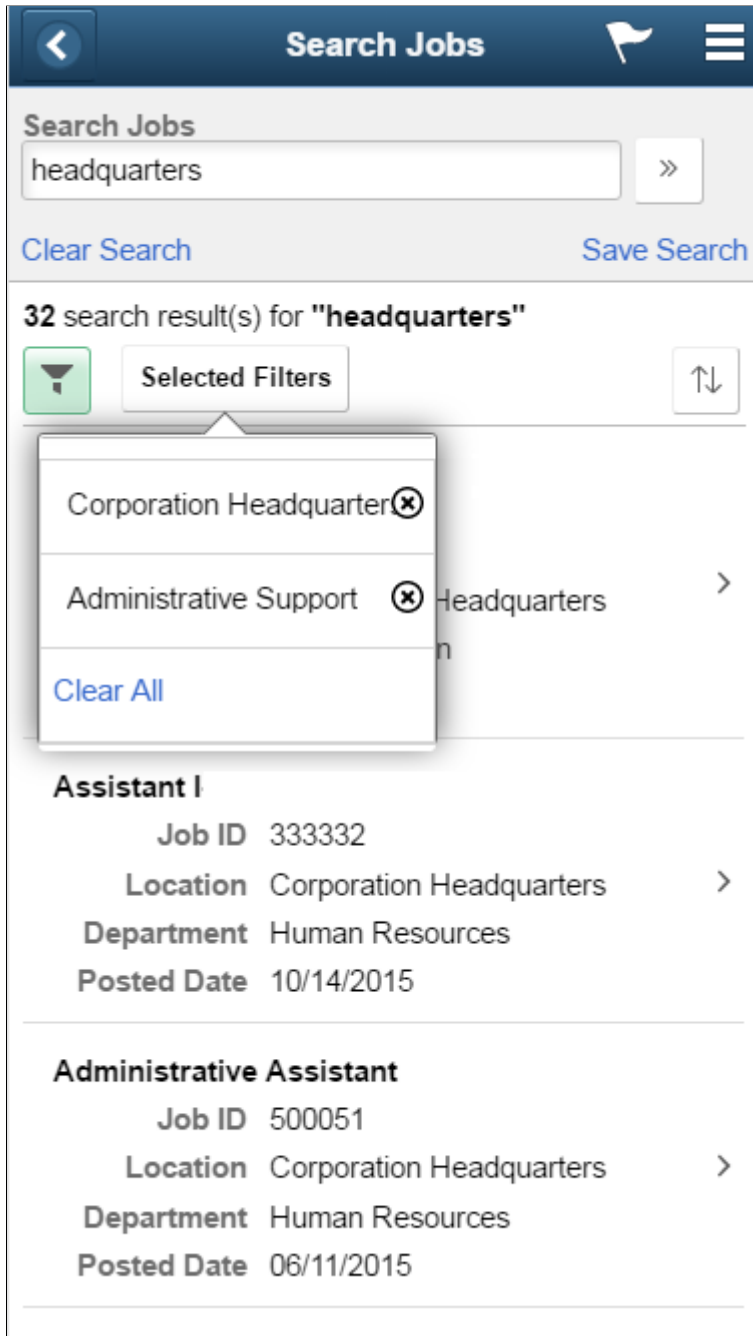 Search Jobs
Search Jobs
headquarters
»
Clear Search Save Search
32 search result(s) for "headquarters"
Selected Filters
Corporation Headquarters
Administrative Support
Headquarters
n
Clear All
Assistant
Job ID 333332
Location Corporation Headquarters
Department Human Resources
Posted Date 10/14/2015
Administrative Assistant
Job ID 500051
Location Corporation Headquarters
Department Human Resources
Posted Date 06/11/2015